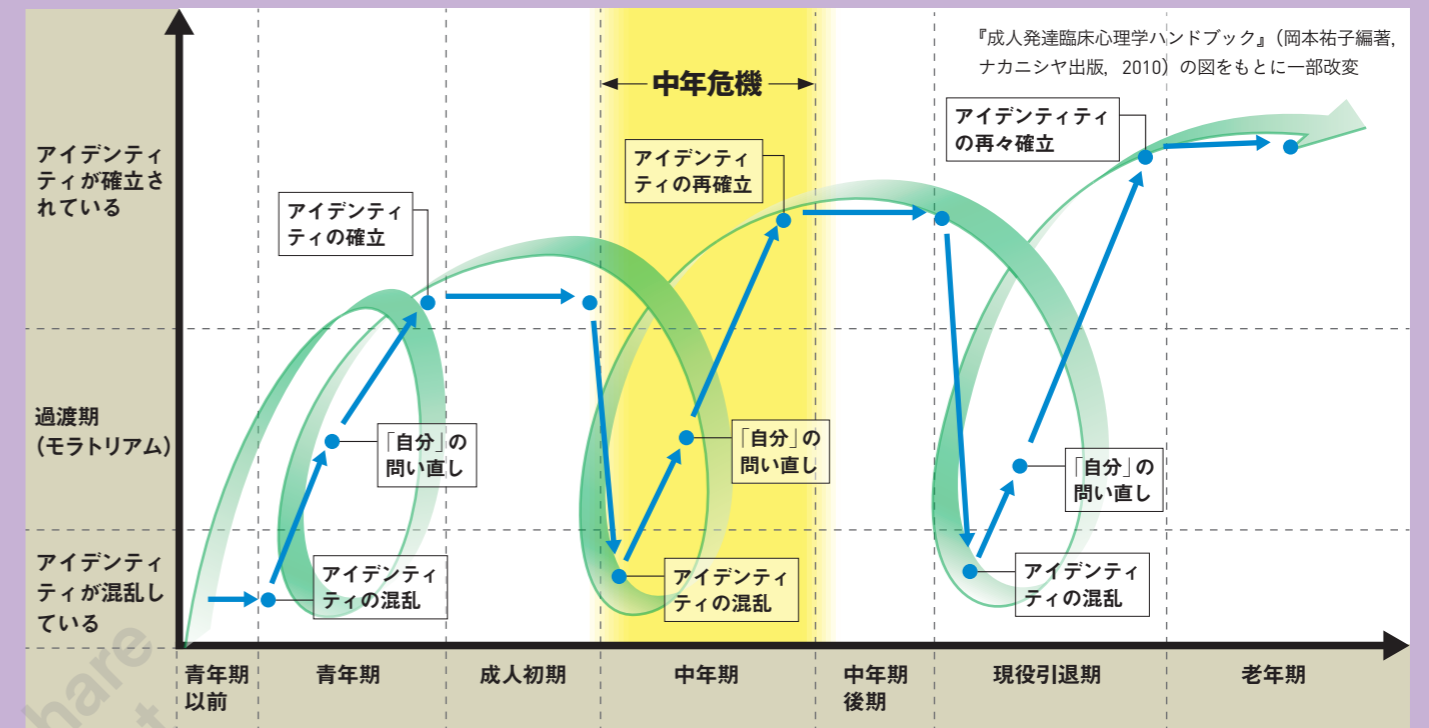 『成人発達臨床心理学ハンドブック』（岡本祐子編著,
ナカニシヤ出版，2010）の図をもとに一部改変
中年危機
アイデンティティ
の再々確立
アイデンティ
ティの再確立
アイデンティ
ティの確立
アイデンティ
ティが確立さ
れている
過渡期
（モラトリアム）
「自分」の
問い直し
「自分」の
問い直し
「自分」の
問い直し
アイデンティ
ティが混乱し
ている
アイデンティ
ティの混乱
アイデンティ
ティの混乱
アイデンティ
ティの混乱
青年期
以前
青年期
成人初期
中年期
中年期
後期
現役引退期
老年期
hare